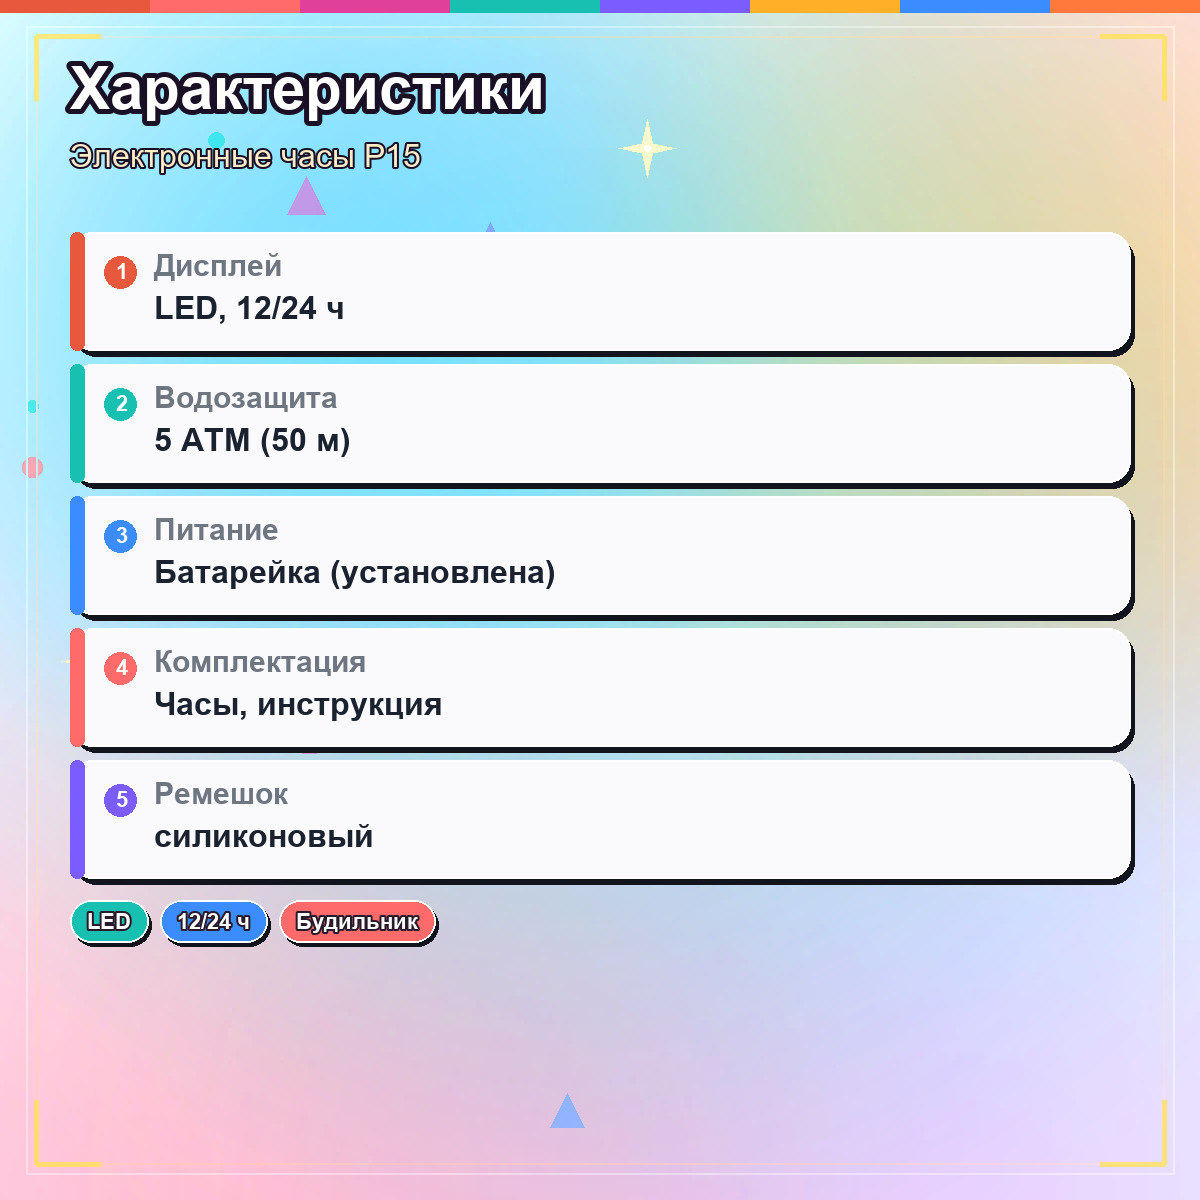 Характеристики
Электронные часы P15
1 Дисплей
LED, 12/24 ч
2 Водозащита
5 ATM (50 м)
3 Питание
Батарейка (установлена)
4 Комплектация
Часы, инструкция
5 Ремешок
силиконовый
LED 12/24 ч Будильник